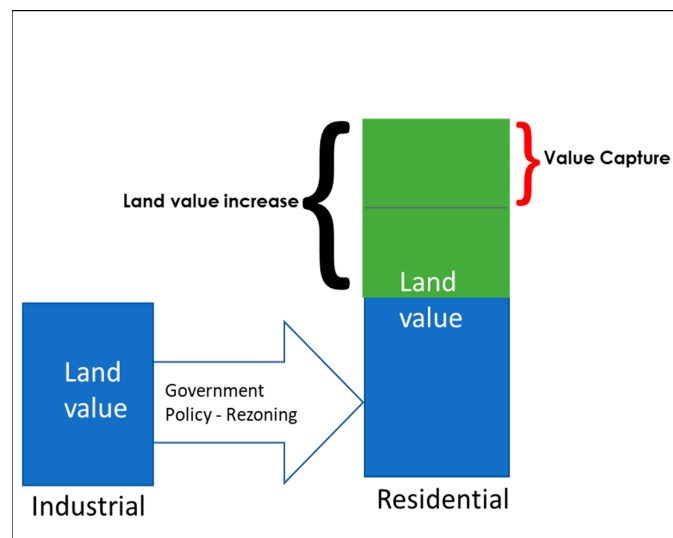 Land value increase
Value Capture
Land
value
Land
value
Government
Policy - Rezoning
Industrial
Residential